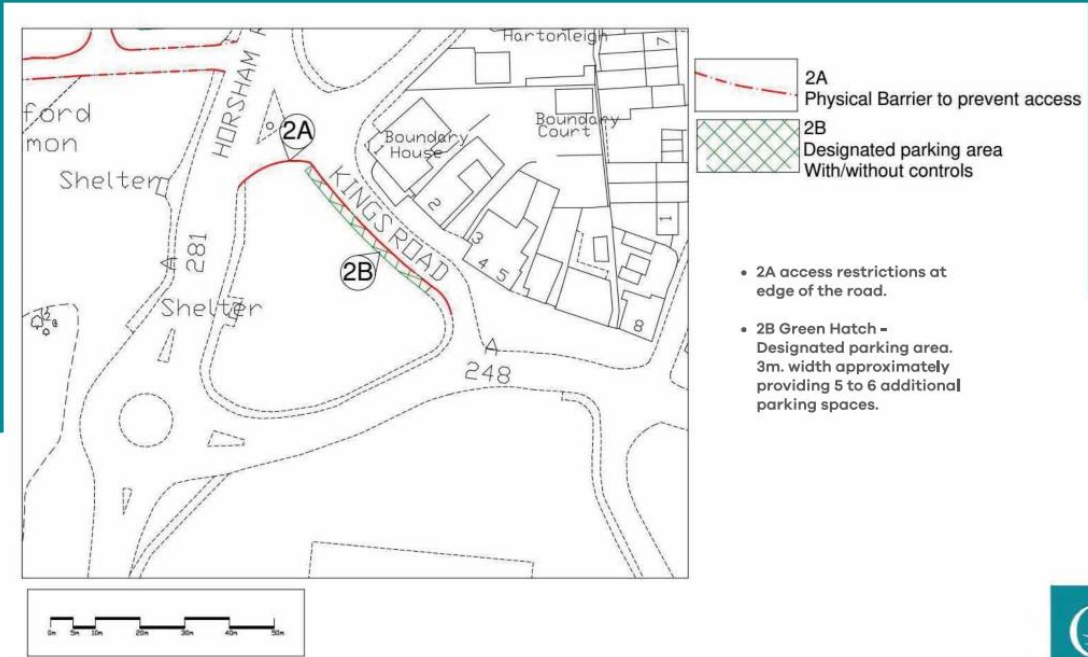 Hartonleigh
7
HORSHAM R
ford
mon
2A
Boundary
House
Boundary
Court
Shelter
KINGS ROAD
2
1
3
4 5
2B
A
281
Shelter
8
A
248
0m 5m 10m 20m 30m 40m 50m
2A
Physical Barrier to prevent access
2B
Designated parking area
With/without controls
• 2A access restrictions at
edge of the road.
• 2B Green Hatch -
Designated parking area.
3m. width approximately
providing 5 to 6 additional
parking spaces.